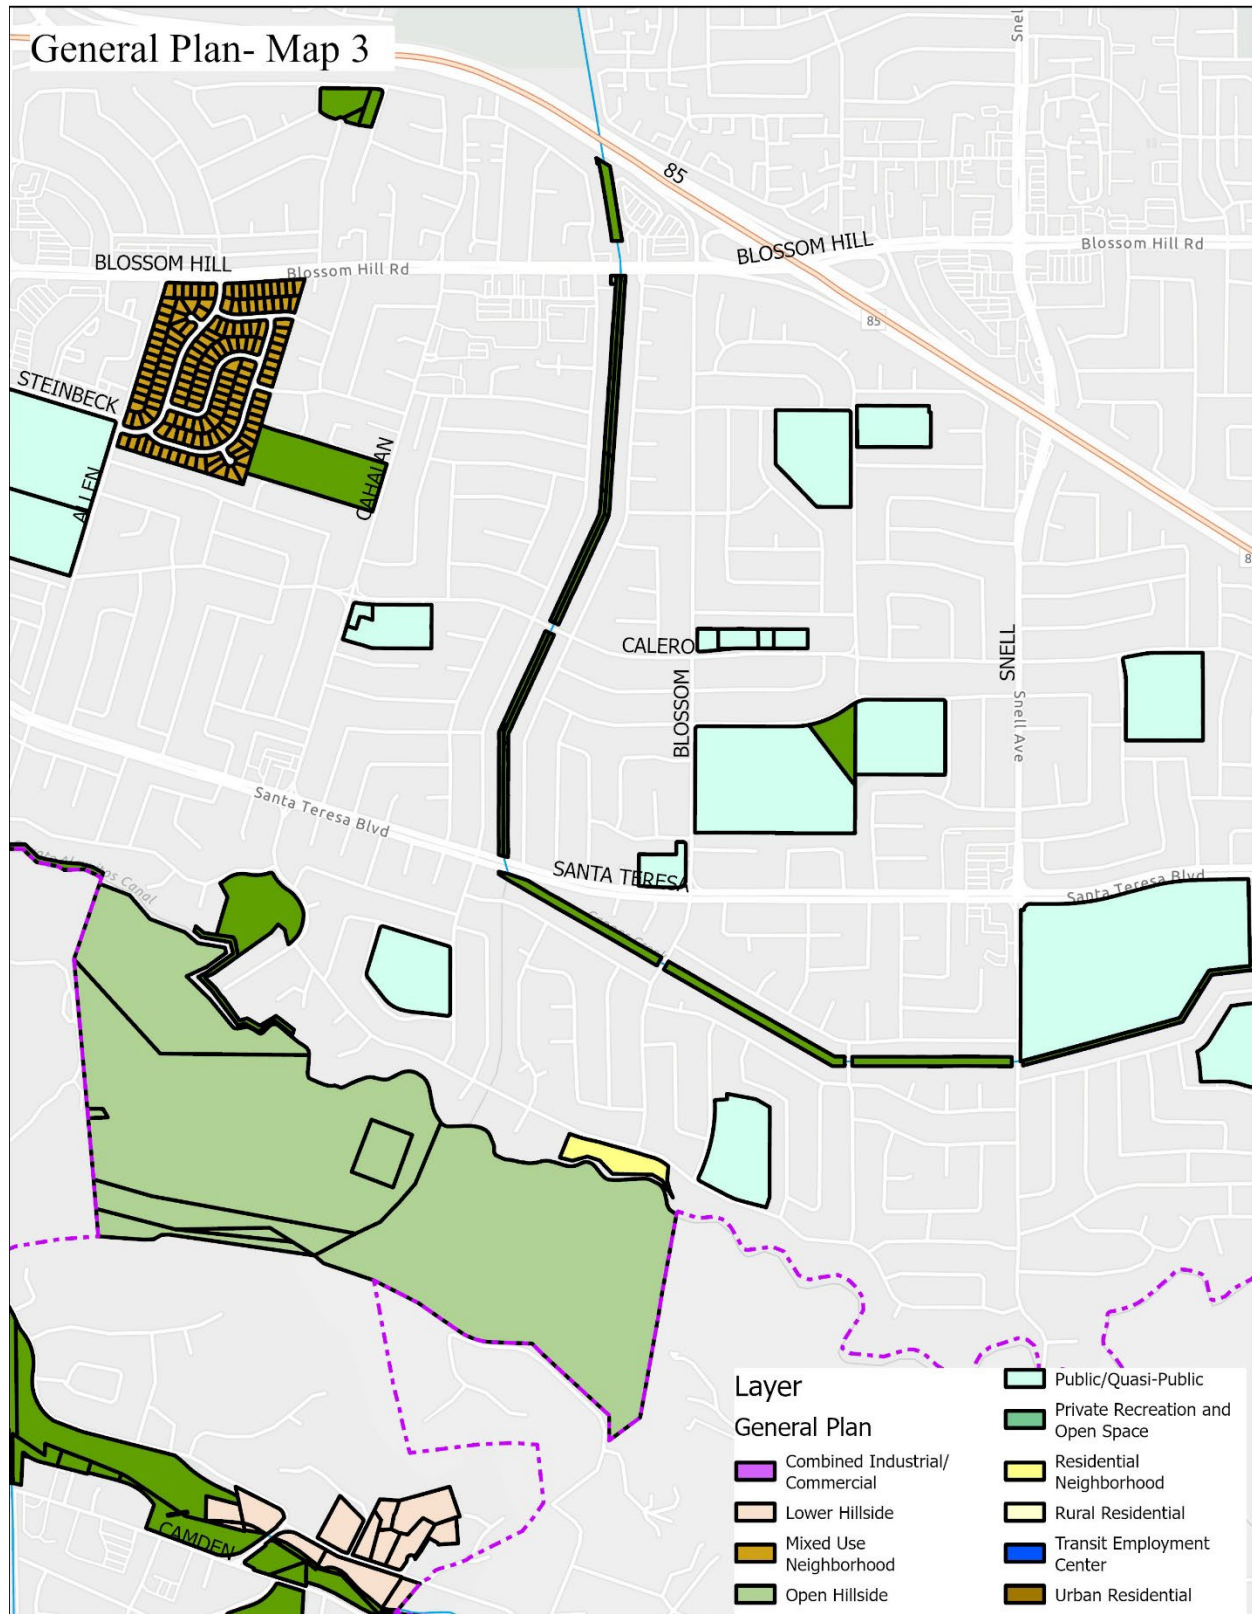 General Plan- Map 3
Snel
85
BLOSSOM HILL
Blossom Hill Rd
BLOSSOM HILL
Blossom Hill Rd
85
STEINBECK
ALLEN
CAHALAN
8
CALERO
BLOSSOM
SNELL
Snell Ave
Santa Teresa Blvd
SANTA TERESA
Santa Teresa Blvd
Canal
CAMDEN
Layer
General Plan
Combined Industrial/
Commercial
Lower Hillside
Mixed Use
Neighborhood
Open Hillside
Public/Quasi-Public
Private Recreation and
Open Space
Residential
Neighborhood
Rural Residential
Transit Employment
Center
Urban Residential